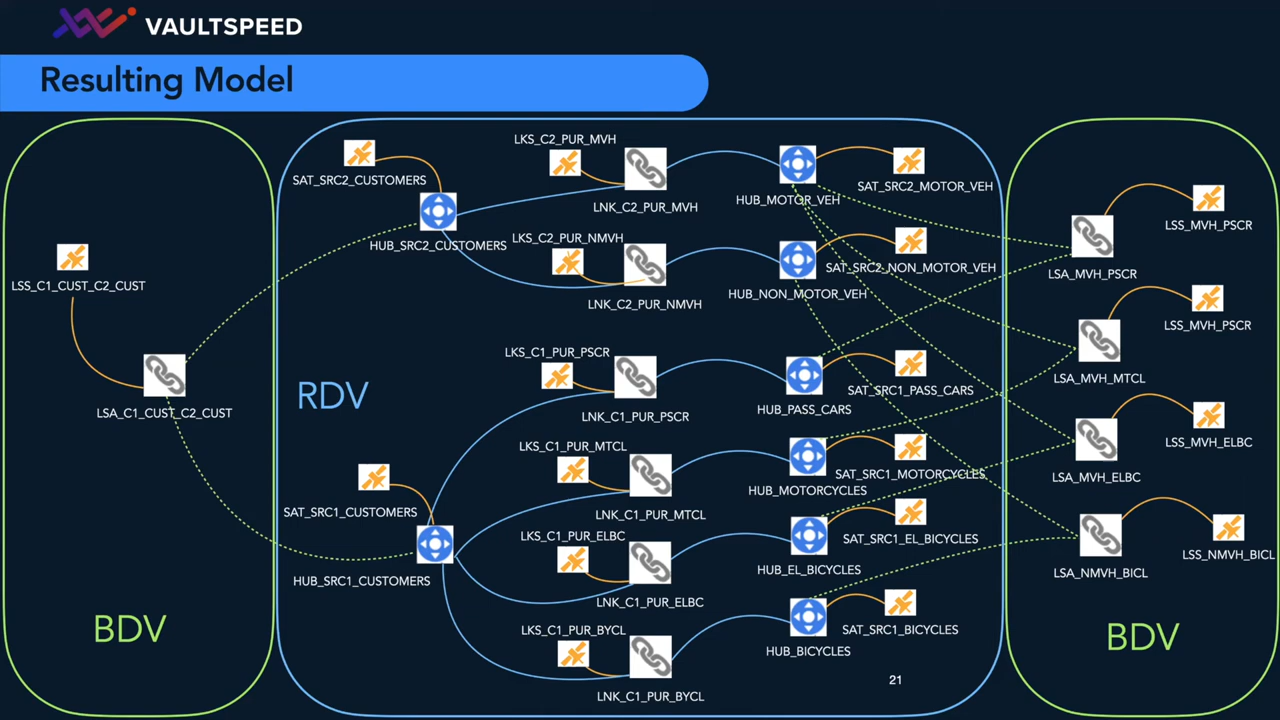 VAULTSPEED
Resulting Model
LSS_C1_CUST_C2_CUST
LSA_C1_CUST_C2_CUST
BDV
RDV
SAT_SRC2_CUSTOMERS
HUB_SRC2_CUSTOMERS
LKS_C2_PUR_MVH
LNK_C2_PUR_MVH
HUB_MOTOR_VEH
SAT_SRC2_MOTOR_VEH
LKS_C2_PUR_NMVH
LNK_C2_PUR_NMVH
HUB_NON_MOTOR_VEH
SAT_SRC2_NON_MOTOR_VEH
LKS_C1_PUR_PSCR
LNK_C1_PUR_PSCR
HUB_PASS_CARS
SAT_SRC1_PASS_CARS
SAT_SRC1_CUSTOMERS
HUB_SRC1_CUSTOMERS
LKS_C1_PUR_MTCL
LNK_C1_PUR_MTCL
HUB_MOTORCYCLES
SAT_SRC1_MOTORCYCLES
LKS_C1_PUR_ELBC
LNK_C1_PUR_ELBC
HUB_EL_BICYCLES
SAT_SRC1_EL_BICYCLES
LKS_C1_PUR_BYCL
LNK_C1_PUR_BYCL
HUB_BICYCLES
SAT_SRC1_BICYCLES
21
LSS_MVH_PSCR
LSA_MVH_PSCR
LSS_MVH_PSCR
LSA_MVH_MTCL
LSS_MVH_ELBC
LSA_MVH_ELBC
LSS_NMVH_BICL
LSA_NMVH_BICL
BDV